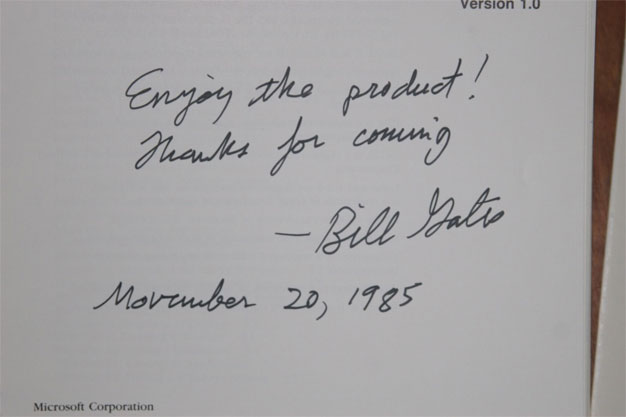 Version 1.0
Enjoy the product!
Thanks for coming
— Bill Gates
November 20, 1985
Microsoft Corporation